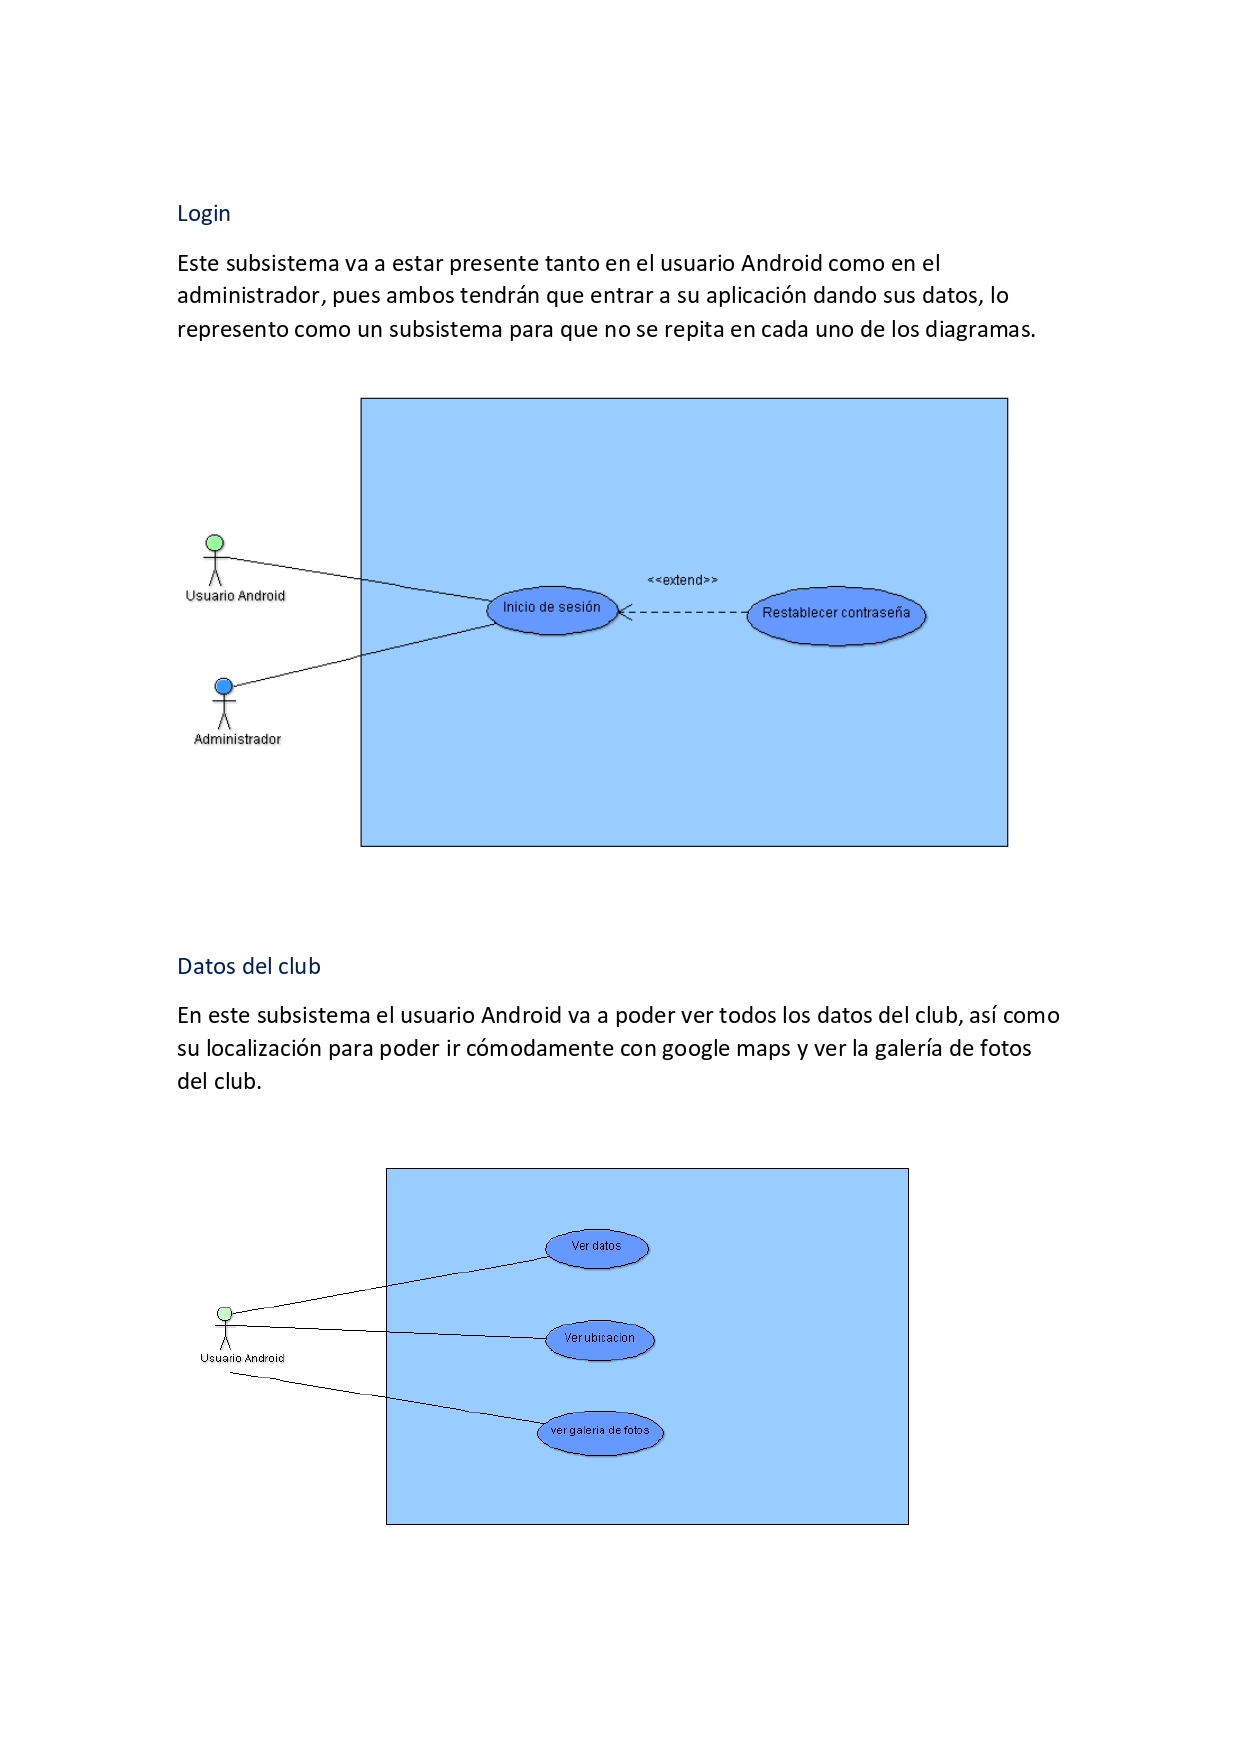 Login
Este subsistema va a estar presente tanto en el usuario Android como en el
administrador, pues ambos tendrán que entrar a su aplicación dando sus datos, lo
represento como un subsistema para que no se repita en cada uno de los diagramas.
<<extend>>
Usuario Android
Inicio de sesión
Restablecer contraseña
Administrador
Datos del club
En este subsistema el usuario Android va a poder ver todos los datos del club, así como
su localización para poder ir cómodamente con google maps y ver la galería de fotos
del club.
Ver datos
Ver ubicacion
Usuario Android
ver galeria de fotos